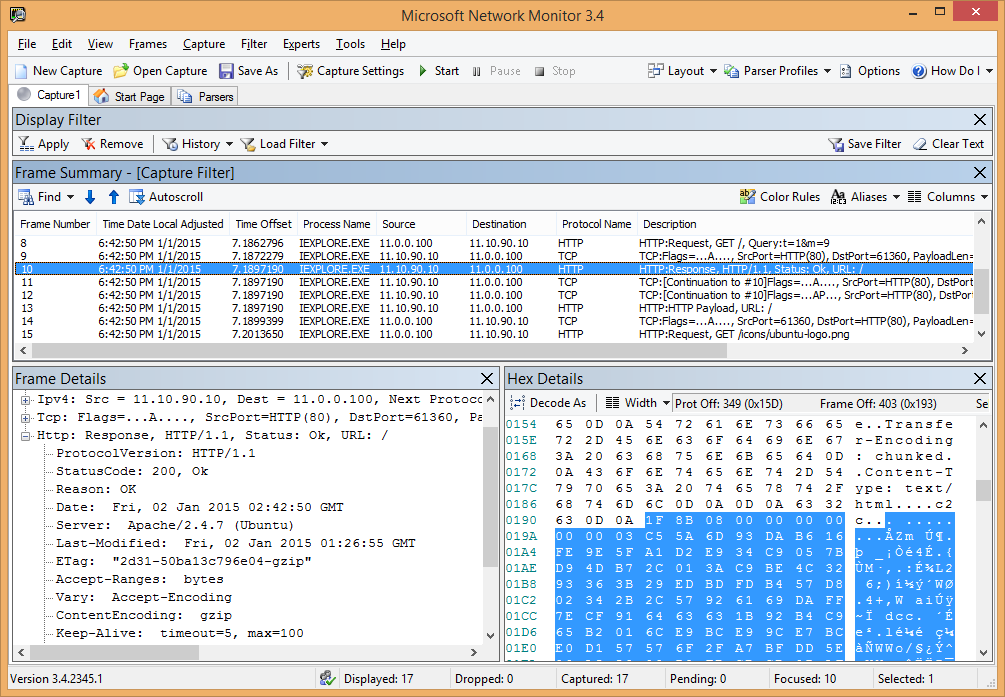 Microsoft Network Monitor 3.4
File Edit View Frames Capture Filter Experts Tools Help
New Capture Open Capture Save As Capture Settings Start Pause Stop Layout Parser Profiles Options How Do I
Capture1 Start Page Parsers
Display Filter
Apply Remove History Load Filter Save Filter Clear Text
Frame Summary - [Capture Filter]
Find Autoscroll Color Rules Aliases Columns
Frame Number Time Date Local Adjusted Time Offset Process Name Source Destination Protocol Name Description
8 6:42:50 PM 1/1/2015 7.1862796 IEXPLORE.EXE 11.0.0.100 11.10.90.10 HTTP HTTP:Request, GET /, Query:t=1&m=9
9 6:42:50 PM 1/1/2015 7.1872279 IEXPLORE.EXE 11.10.90.10 11.0.0.100 TCP TCP:Flags=...A...., SrcPort=HTTP(80), DstPort=61360, PayloadLen=
10 6:42:50 PM 1/1/2015 7.1897190 IEXPLORE.EXE 11.10.90.10 11.0.0.100 HTTP HTTP:Response, HTTP/1.1, Status: Ok, URL: /
11 6:42:50 PM 1/1/2015 7.1897190 IEXPLORE.EXE 11.10.90.10 11.0.0.100 TCP TCP:[Continuation to #10]Flags=...A...., SrcPort=HTTP(80), DstPort
12 6:42:50 PM 1/1/2015 7.1897190 IEXPLORE.EXE 11.10.90.10 11.0.0.100 TCP TCP:[Continuation to #10]Flags=...AP..., SrcPort=HTTP(80), DstPort
13 6:42:50 PM 1/1/2015 7.1897190 IEXPLORE.EXE 11.10.90.10 11.0.0.100 HTTP HTTP:HTTP Payload, URL: /
14 6:42:50 PM 1/1/2015 7.1899399 IEXPLORE.EXE 11.0.0.100 11.10.90.10 TCP TCP:Flags=...A...., SrcPort=61360, DstPort=HTTP(80), PayloadLen=
15 6:42:50 PM 1/1/2015 7.2013650 IEXPLORE.EXE 11.0.0.100 11.10.90.10 HTTP HTTP:Request, GET /icons/ubuntu-logo.png
Frame Details
Ipv4: Src = 11.10.90.10, Dest = 11.0.0.100, Next Protoc
Tcp: Flags=...A...., SrcPort=HTTP(80), DstPort=61360, Pa
Http: Response, HTTP/1.1, Status: Ok, URL: /
ProtocolVersion: HTTP/1.1
StatusCode: 200, Ok
Reason: OK
Date: Fri, 02 Jan 2015 02:42:50 GMT
Server: Apache/2.4.7 (Ubuntu)
Last-Modified: Fri, 02 Jan 2015 01:26:55 GMT
ETag: "2d31-50ba13c796e04-gzip"
Accept-Ranges: bytes
Vary: Accept-Encoding
ContentEncoding: gzip
Keep-Alive: timeout=5, max=100
Hex Details
Decode As Width Prot Off: 349 (0x15D) Frame Off: 403 (0x193) Se
0154 65 0D 0A 54 72 61 6E 73 66 65 e..Transfe
015E 72 2D 45 6E 63 6F 64 69 6E 67 r-Encoding
0168 3A 20 63 68 75 6E 6B 65 64 0D : chunked.
0172 0A 43 6F 6E 74 65 6E 74 2D 54 .Content-T
017C 79 70 65 3A 20 74 65 78 74 2F ype: text/
0186 68 74 6D 6C 0D 0A 0D 0A 63 32 html....c2
0190 63 0D 0A 1F 8B 08 00 00 00 00 c.. . .....
019A 00 00 03 C5 5A 6D 93 DA B6 16 ...ÅZm Ú¶.
01A4 FE 9E 5F A1 D2 E9 34 C9 05 7B þ _¡Òé4É.{
01AE D9 4D B7 2C 01 3A C9 BE 4C 32 ÙM·,.:É¾L2
01B8 93 36 3B 29 ED BD FD B4 57 D8 6;)í½ý´WØ
01C2 02 34 2B 2C 57 92 61 69 DA FF .4+,W aiÚÿ
01CC 7E CF 91 64 63 63 1B 92 B4 C9 ~Ï dcc. ´É
01D6 65 B2 01 6C E9 BC E9 9C E7 BC e².lé¼é ç¼
01E0 E0 D1 57 57 6F 2F A7 BF DD 5E àÑWWo/§¿Ý^
Version 3.4.2345.1 Displayed: 17 Dropped: 0 Captured: 17 Pending: 0 Focused: 10 Selected: 1